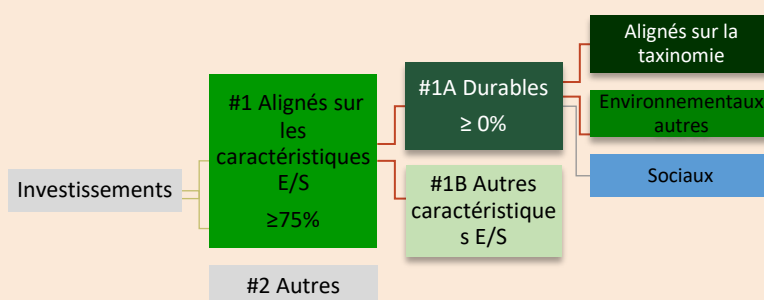 Investissements
#1 Alignés sur
les
caractéristiques
E/S
≥75%
#2 Autres
#1A Durables
≥ 0%
#1B Autres
caractéristique
s E/S
Alignés sur la
taxinomie
Environnementaux
autres
Sociaux